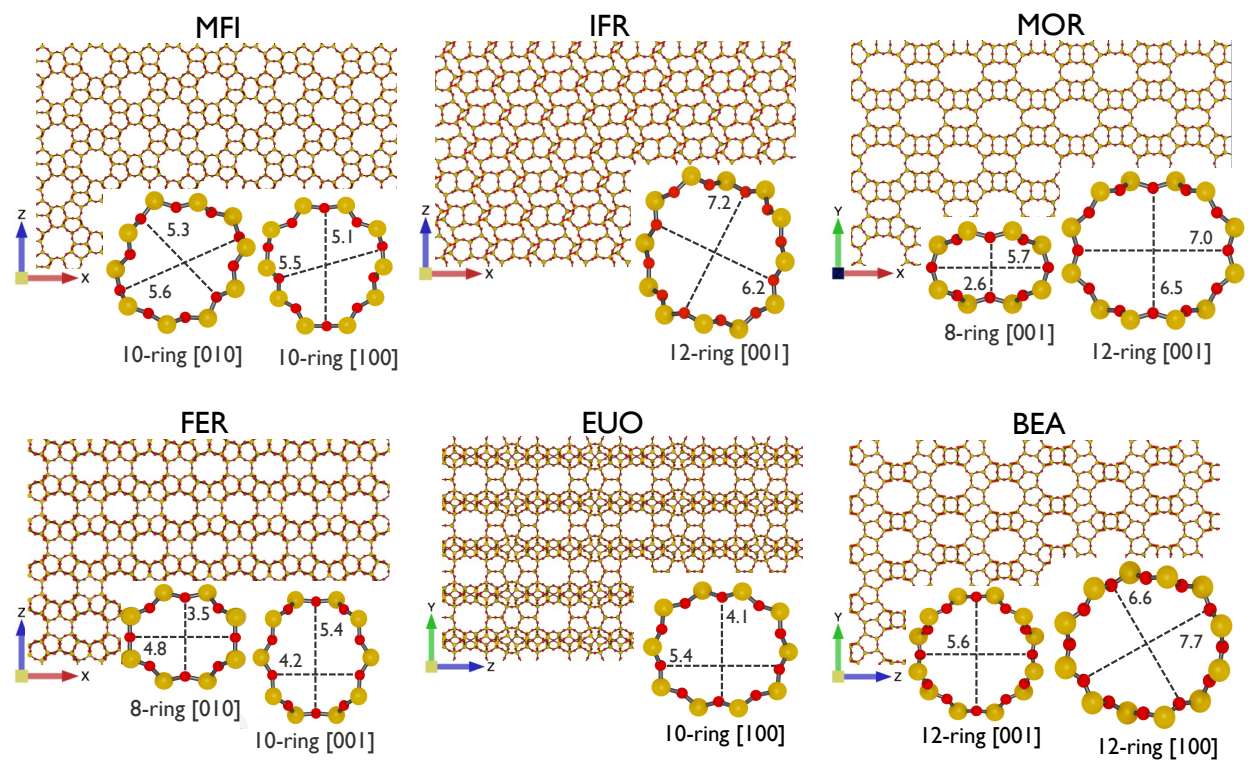 MFI
5.3
5.6
5.1
5.5
Z
X
10-ring [010]
10-ring [100]
IFR
7.2
6.2
Z
X
12-ring [001]
MOR
5.7
2.6
7.0
6.5
Y
X
8-ring [001]
12-ring [001]
FER
3.5
4.8
5.4
4.2
Z
X
8-ring [010]
10-ring [001]
EUO
4.1
5.4
Y
Z
10-ring [100]
BEA
5.6
6.6
7.7
Y
Z
12-ring [001]
12-ring [100]